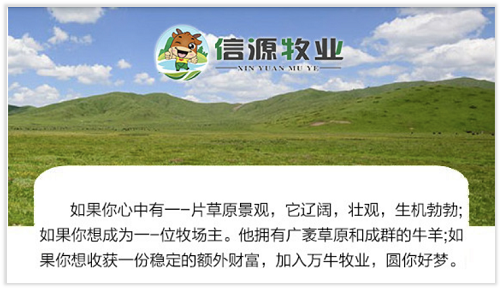 信源牧业
XIN YUAN MU YE
如果你心中有一-片草原景观，它辽阔，壮观，生机勃勃;
如果你想成为一-位牧场主。他拥有广袤草原和成群的牛羊;如
果你想收获一份稳定的额外财富，加入万牛牧业，圆你好梦。